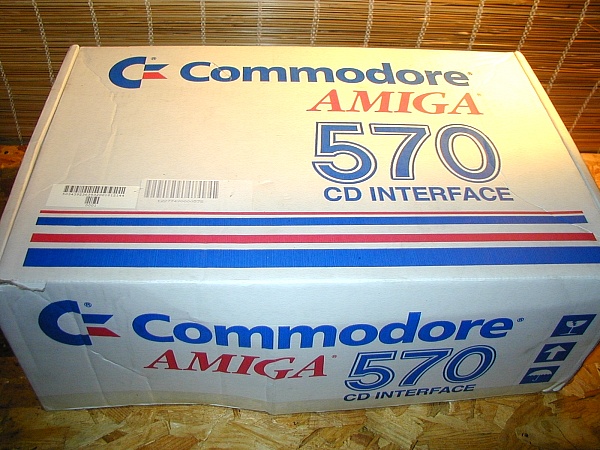 Commodore
AMIGA
570
CD INTERFACE
Commodore
AMIGA
570
CD INTERFACE